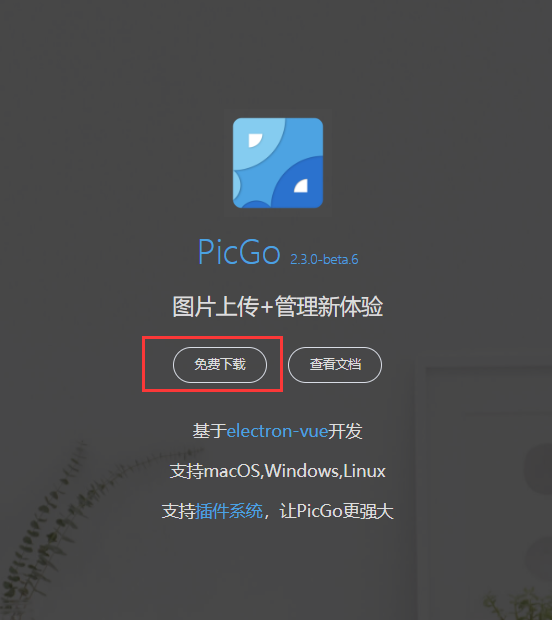 PicGo 2.3.0-beta.6
图片上传+管理新体验
免费下载 查看文档
基于electron-vue开发
支持macOS,Windows,Linux
支持插件系统，让PicGo更强大